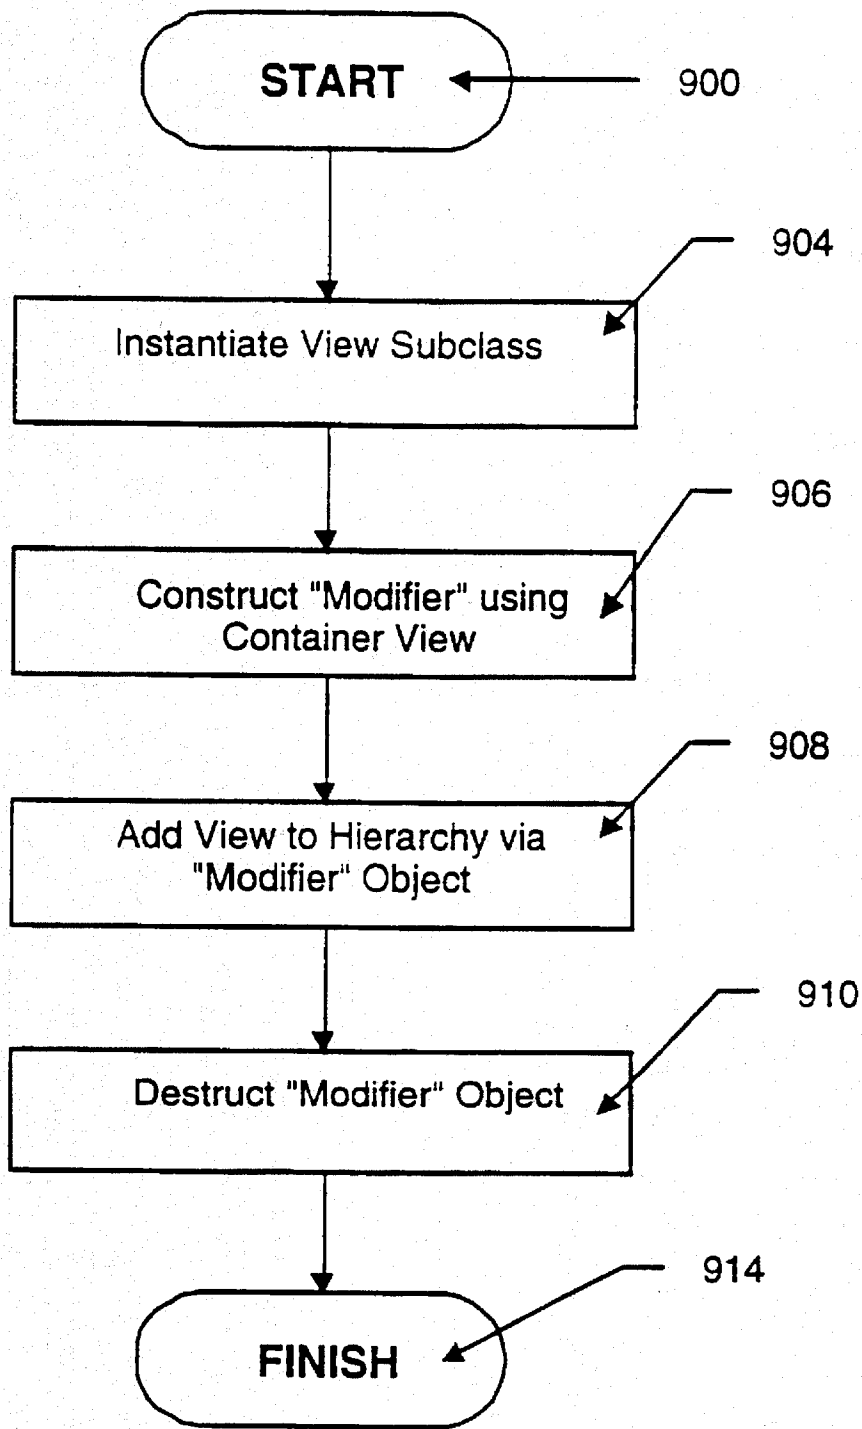 START
900
904
Instantiate View Subclass
906
Construct "Modifier" using
Container View
908
Add View to Hierarchy via
"Modifier" Object
910
Destruct "Modifier" Object
914
FINISH